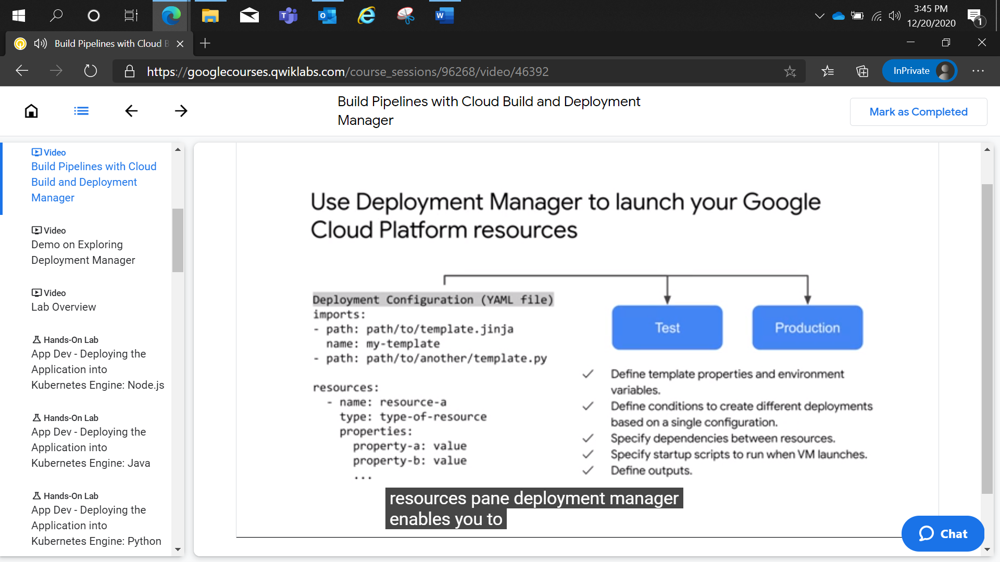 3:45 PM
12/20/2020
1
Build Pipelines with Cloud B
https://googlecourses.qwiklabs.com/course_sessions/96268/video/46392
InPrivate
Build Pipelines with Cloud Build and Deployment
Manager
Mark as Completed
Video
Build Pipelines with Cloud
Build and Deployment
Manager
Video
Demo on Exploring
Deployment Manager
Video
Lab Overview
Hands-On Lab
App Dev - Deploying the
Application into
Kubernetes Engine: Node.js
Hands-On Lab
App Dev - Deploying the
Application into
Kubernetes Engine: Java
Hands-On Lab
App Dev - Deploying the
Application into
Kubernetes Engine: Python
Use Deployment Manager to launch your Google
Cloud Platform resources
Deployment Configuration (YAML file)
imports:
- path: path/to/template.jinja
name: my-template
- path: path/to/another/template.py
resources:
- name: resource-a
type: type-of-resource
properties:
property-a: value
property-b: value
...
Test
Production
Define template properties and environment
variables.
Define conditions to create different deployments
based on a single configuration.
Specify dependencies between resources.
Specify startup scripts to run when VM launches.
Define outputs.
resources pane deployment manager
enables you to
Chat